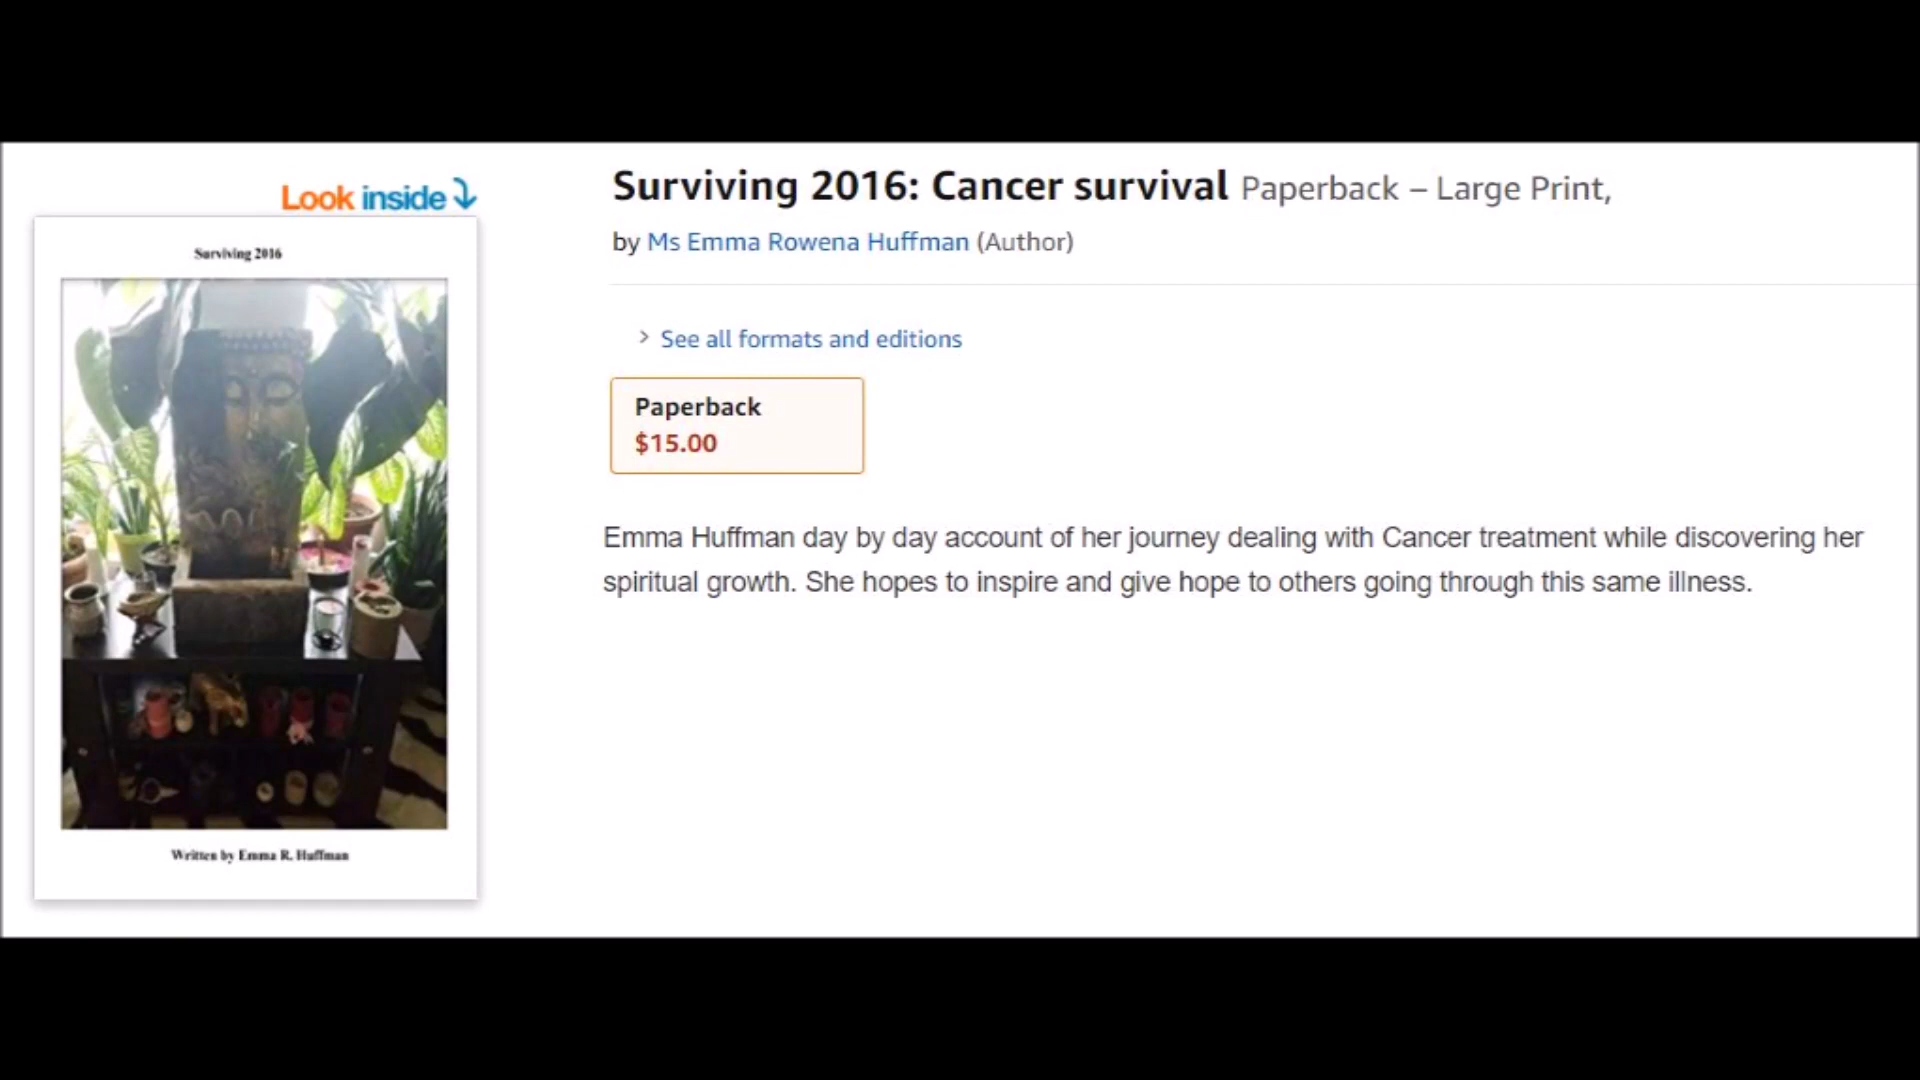 Look inside
Surviving 2016
Written by Emma R. Huffman
Surviving 2016: Cancer survival Paperback – Large Print,
by Ms Emma Rowena Huffman (Author)
› See all formats and editions
Paperback
$15.00
Emma Huffman day by day account of her journey dealing with Cancer treatment while discovering her
spiritual growth. She hopes to inspire and give hope to others going through this same illness.